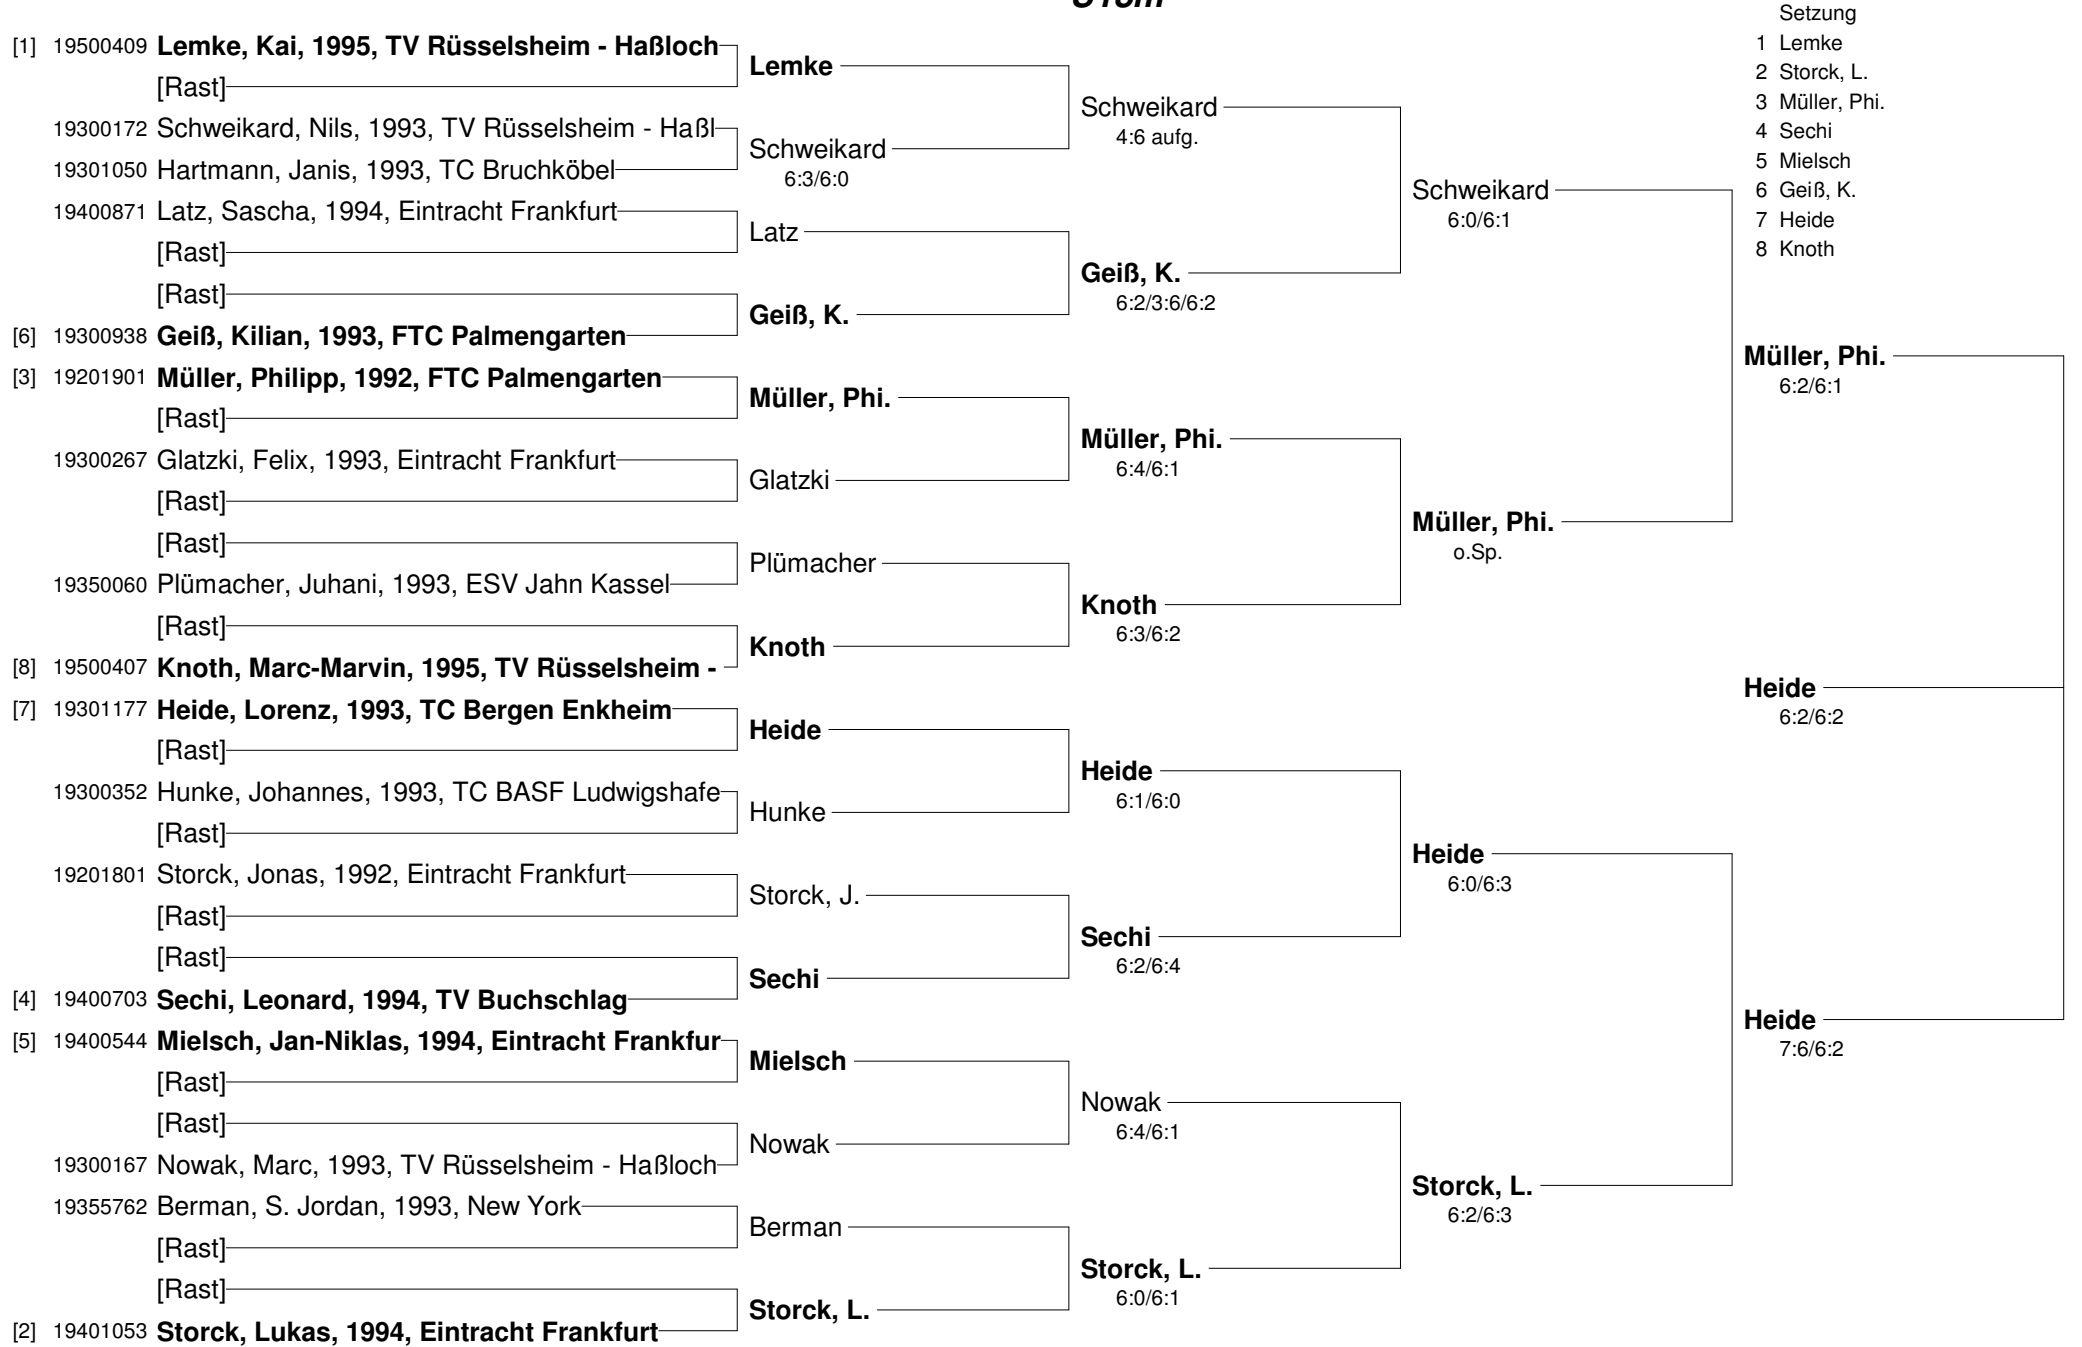 Setzung
1 Lemke
2 Storck, L.
3 Müller, Phi.
4 Sechi
5 Mielsch
6 Geiß, K.
7 Heide
8 Knoth
[1] 19500409 Lemke, Kai, 1995, TV Rüsselsheim - Haßloch
[Rast]
19300172 Schweikard, Nils, 1993, TV Rüsselsheim - Haßl
19301050 Hartmann, Janis, 1993, TC Bruchköbel
19400871 Latz, Sascha, 1994, Eintracht Frankfurt
[Rast]
[Rast]
[6] 19300938 Geiß, Kilian, 1993, FTC Palmengarten
[3] 19201901 Müller, Philipp, 1992, FTC Palmengarten
[Rast]
19300267 Glatzki, Felix, 1993, Eintracht Frankfurt
[Rast]
[Rast]
19350060 Plümacher, Juhani, 1993, ESV Jahn Kassel
[Rast]
[8] 19500407 Knoth, Marc-Marvin, 1995, TV Rüsselsheim -
[7] 19301177 Heide, Lorenz, 1993, TC Bergen Enkheim
[Rast]
19300352 Hunke, Johannes, 1993, TC BASF Ludwigshafe
[Rast]
19201801 Storck, Jonas, 1992, Eintracht Frankfurt
[Rast]
[Rast]
[4] 19400703 Sechi, Leonard, 1994, TV Buchschlag
[5] 19400544 Mielsch, Jan-Niklas, 1994, Eintracht Frankfur
[Rast]
[Rast]
19300167 Nowak, Marc, 1993, TV Rüsselsheim - Haßloch
19355762 Berman, S. Jordan, 1993, New York
[Rast]
[Rast]
[2] 19401053 Storck, Lukas, 1994, Eintracht Frankfurt
Lemke
Schweikard
6:3/6:0
Latz
Geiß, K.
Müller, Phi.
Glatzki
Plümacher
Knoth
Heide
Hunke
Storck, J.
Sechi
Mielsch
Nowak
Berman
Storck, L.
Schweikard
4:6 aufg.
Geiß, K.
6:2/3:6/6:2
Müller, Phi.
6:4/6:1
Knoth
6:3/6:2
Heide
6:1/6:0
Sechi
6:2/6:4
Nowak
6:4/6:1
Storck, L.
6:0/6:1
Schweikard
6:0/6:1
Müller, Phi.
o.Sp.
Heide
6:0/6:3
Storck, L.
6:2/6:3
Müller, Phi.
6:2/6:1
Heide
6:2/6:2
Heide
7:6/6:2